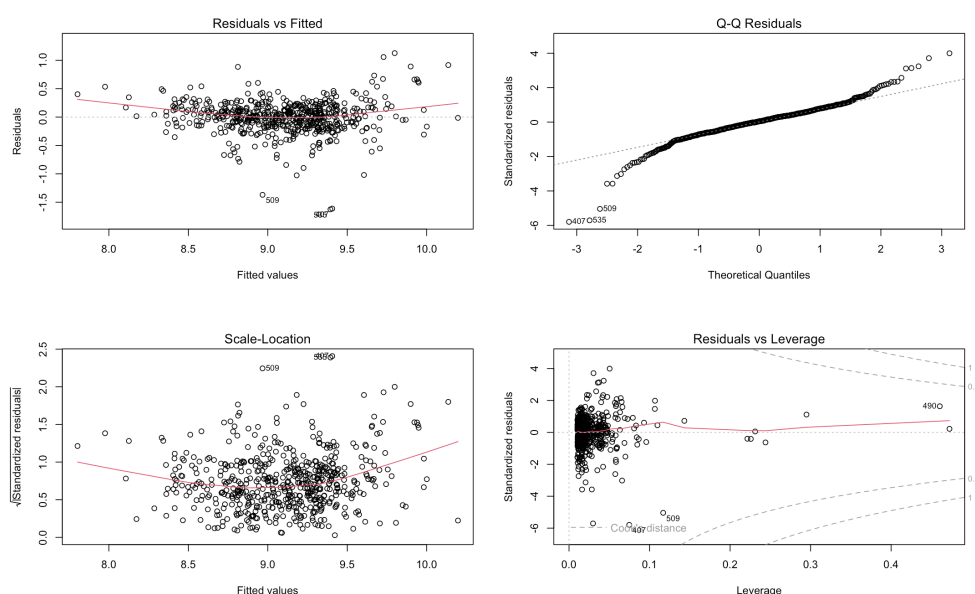 Residuals vs Fitted
Residuals
1.0
0.5
0.0
-0.5
-1.0
-1.5
509
8.0 8.5 9.0 9.5 10.0
Fitted values
Q-Q Residuals
Standardized residuals
4
2
0
-2
-4
-6
509
407 535
-3 -2 -1 0 1 2 3
Theoretical Quantiles
Scale-Location
√|Standardized residuals|
2.5
2.0
1.5
1.0
0.5
0.0
509
8.0 8.5 9.0 9.5 10.0
Fitted values
Residuals vs Leverage
Standardized residuals
4
2
0
-2
-4
-6
490
509
407
Cook's distance
0.0 0.1 0.2 0.3 0.4
Leverage